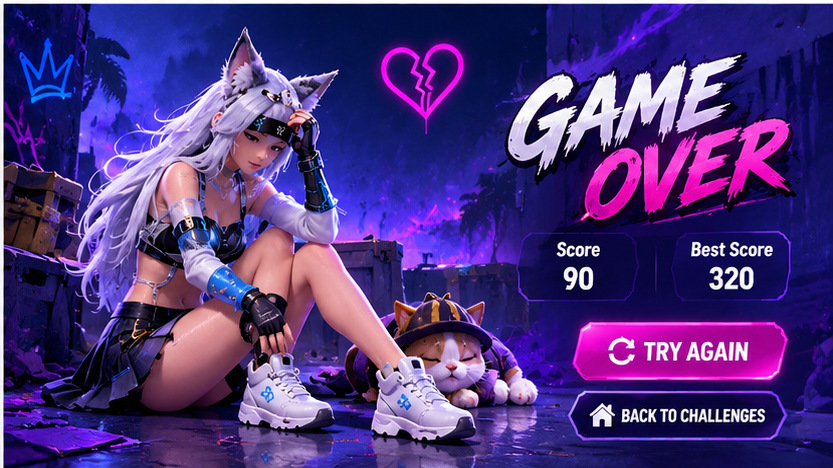 GAME
OVER
Score
90
Best Score
320
TRY AGAIN
BACK TO CHALLENGES